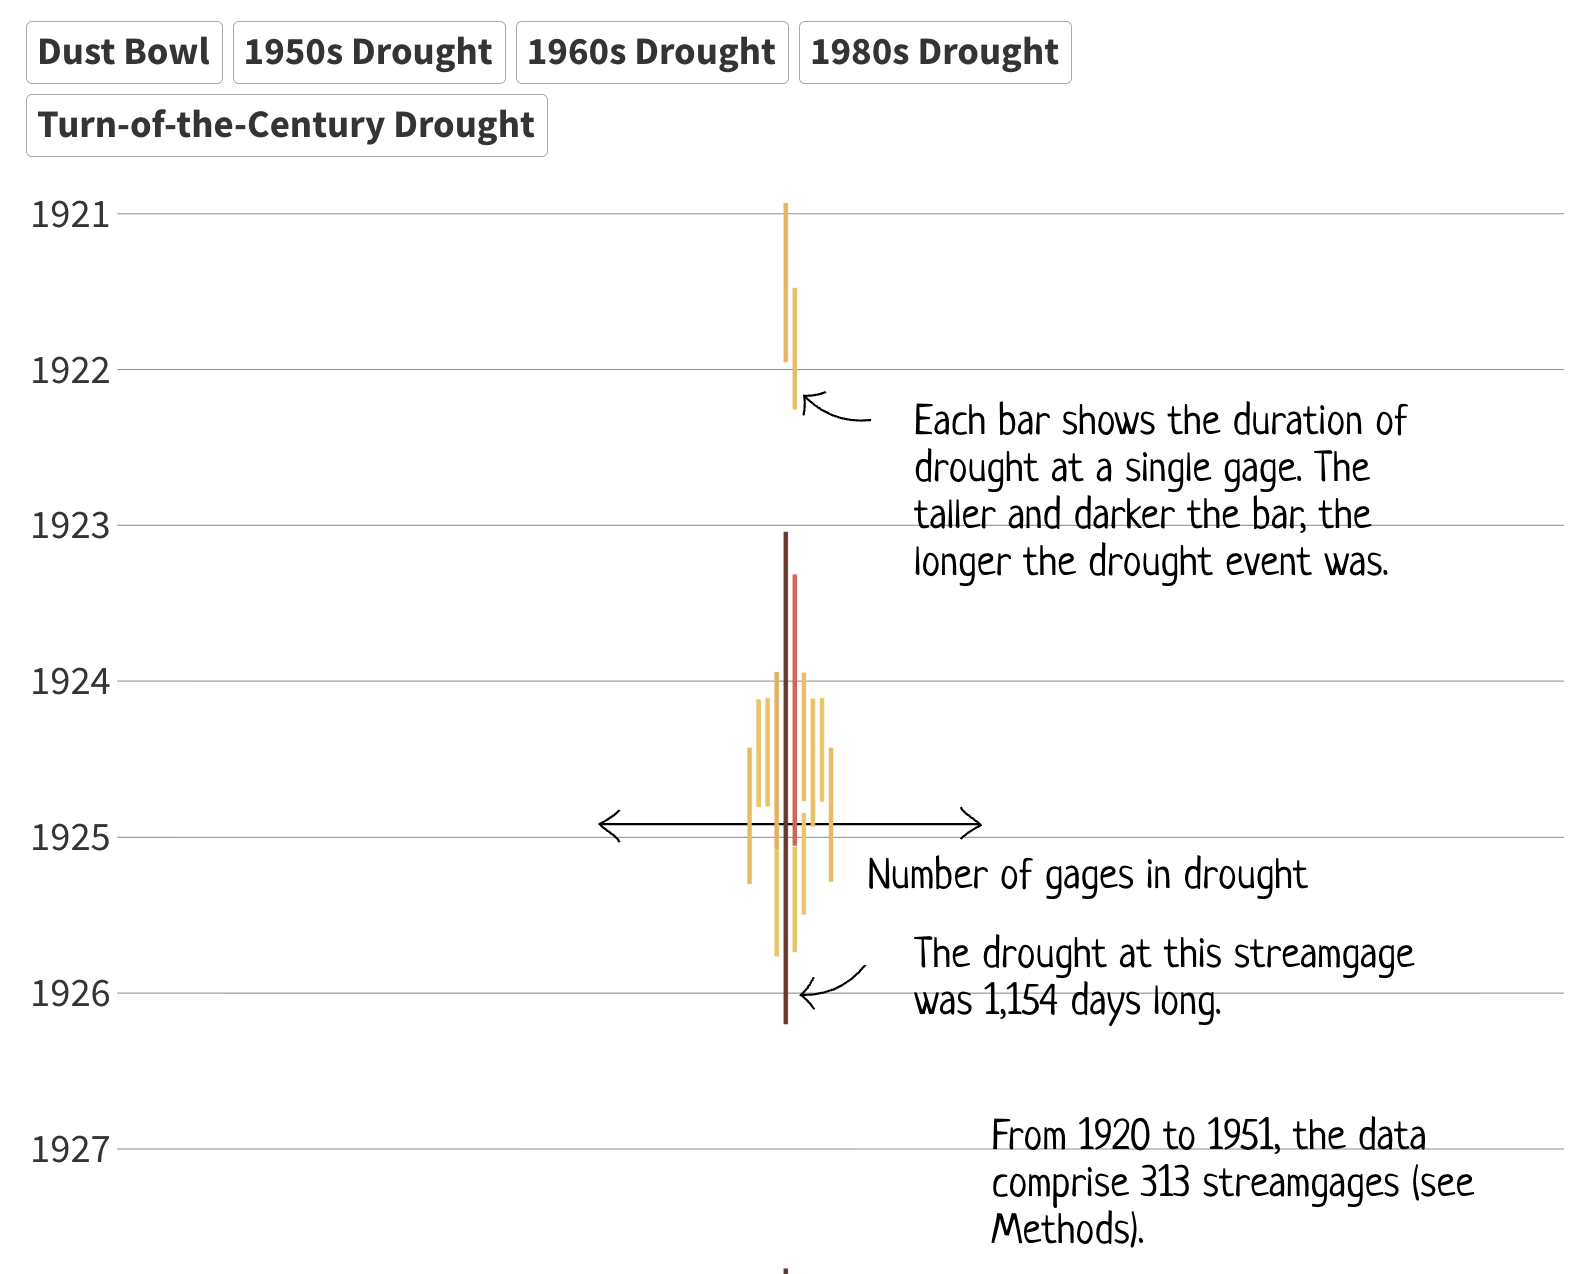 Dust Bowl
1950s Drought
1960s Drought
1980s Drought
Turn-of-the-Century Drought
1921
1922
Each bar shows the duration of
drought at a single gage. The
taller and darker the bar, the
longer the drought event was.
1923
1924
1925
Number of gages in drought
The drought at this streamgage
was 1,154 days long.
1926
From 1920 to 1951, the data
comprise 313 streamgages (see
Methods).
1927